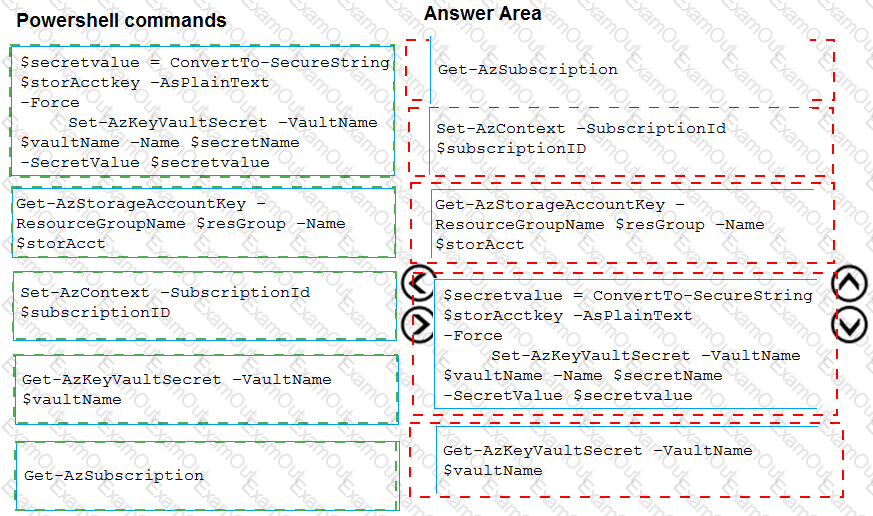 Powershell commands
$secretvalue = ConvertTo-SecureString
$storAcctkey –AsPlainText
-Force
Set-AzKeyVaultSecret –VaultName
$vaultName –Name $secretName
-SecretValue $secretvalue
Get-AzStorageAccountKey –
ResourceGroupName $resGroup –Name
$storAcct
Set-AzContext –SubscriptionId
$subscriptionID
Get-AzKeyVaultSecret –VaultName
$vaultName
Get-AzSubscription
Answer Area
Get-AzSubscription
Set-AzContext –SubscriptionId
$subscriptionID
Get-AzStorageAccountKey –
ResourceGroupName $resGroup –Name
$storAcct
$secretvalue = ConvertTo-SecureString
$storAcctkey –AsPlainText
-Force
Set-AzKeyVaultSecret –VaultName
$vaultName –Name $secretName
-SecretValue $secretvalue
Get-AzKeyVaultSecret –VaultName
$vaultName